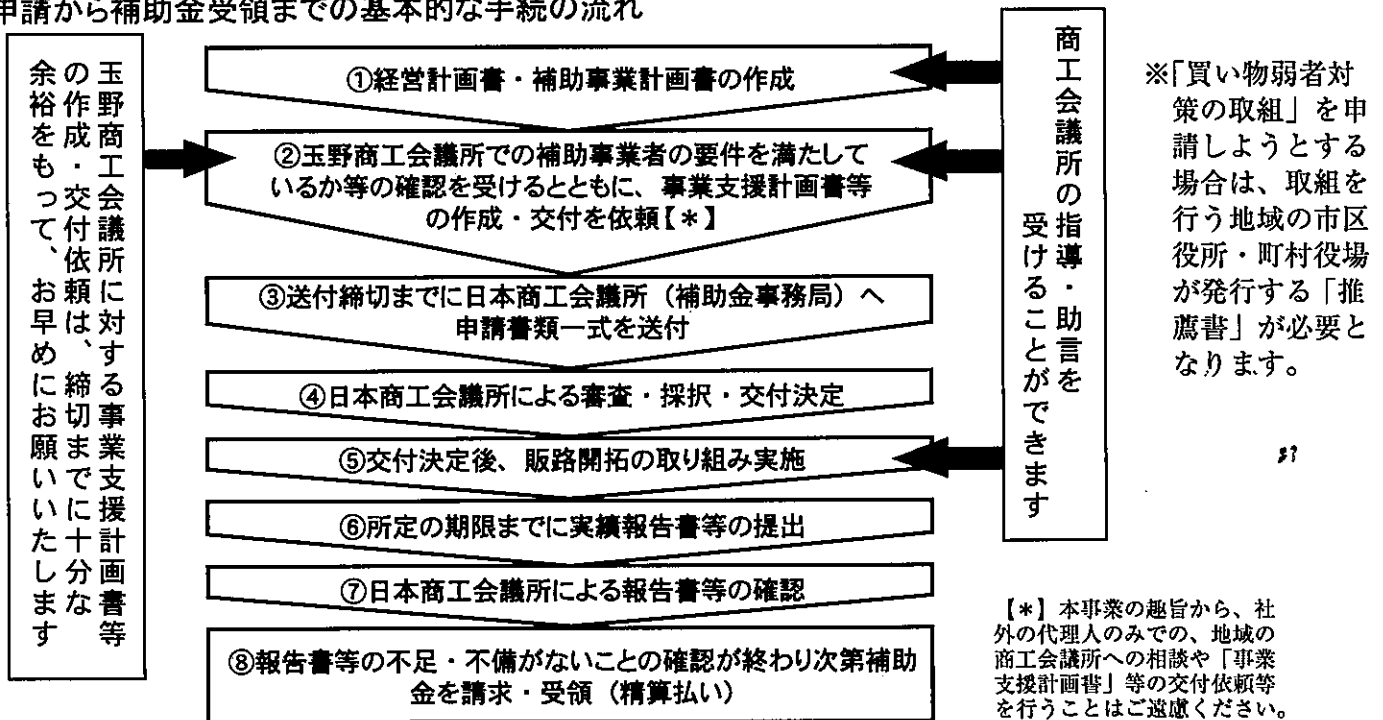 申請から補助金受領までの基本的な手続の流れ
玉野商工会議所に対する事業支援計画書等
の作成・交付依頼は、締切までに十分な
余裕をもって、お早めにお願いいたします
①経営計画書・補助事業計画書の作成
②玉野商工会議所での補助事業者の要件を満たして
いるか等の確認を受けるとともに、事業支援計画書等
の作成・交付を依頼【*】
③送付締切までに日本商工会議所（補助金事務局）へ
申請書類一式を送付
④日本商工会議所による審査・採択・交付決定
⑤交付決定後、販路開拓の取り組み実施
⑥所定の期限までに実績報告書等の提出
⑦日本商工会議所による報告書等の確認
⑧報告書等の不足・不備がないことの確認が終わり次第補助
金を請求・受領（精算払い）
商工会議所の指導・助言を
受けることができます
※「買い物弱者対
策の取組」を申
請しようとする
場合は、取組を
行う地域の市区
役所・町村役場
が発行する「推
薦書」が必要と
なります。
【*】本事業の趣旨から、社
外の代理人のみでの、地域の
商工会議所への相談や「事業
支援計画書」等の交付依頼等
を行うことはご遠慮ください。